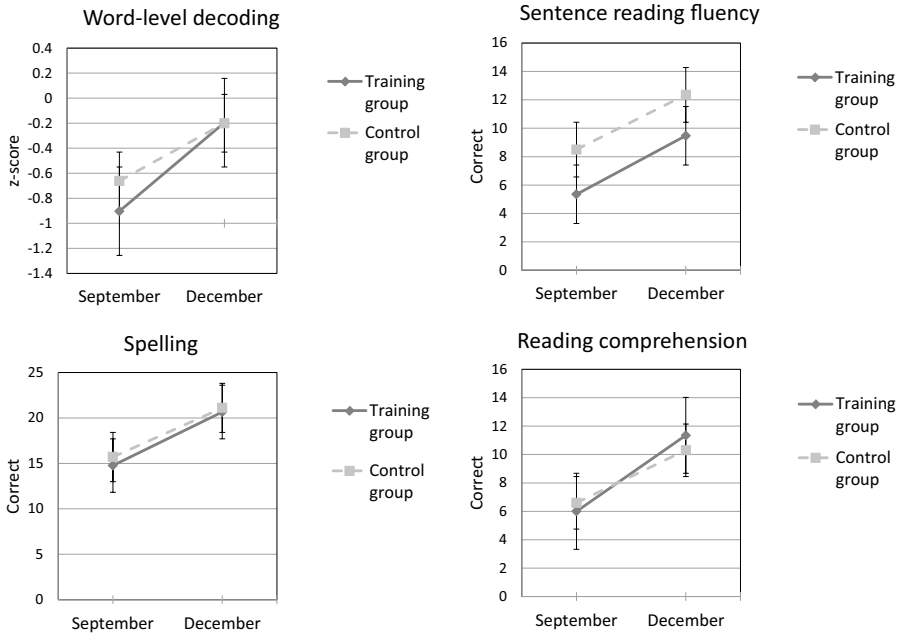 Word-level decoding
0.4
0.2
0
-0.2
-0.4
-0.6
-0.8
-1
-1.2
-1.4
z-score
September December
Training
group
Control
group
Sentence reading fluency
16
14
12
10
8
6
4
2
0
Correct
September December
Training
group
Control
group
Spelling
25
20
15
10
5
0
Correct
September December
Training
group
Control
group
Reading comprehension
16
14
12
10
8
6
4
2
0
Correct
September December
Training
group
Control
group